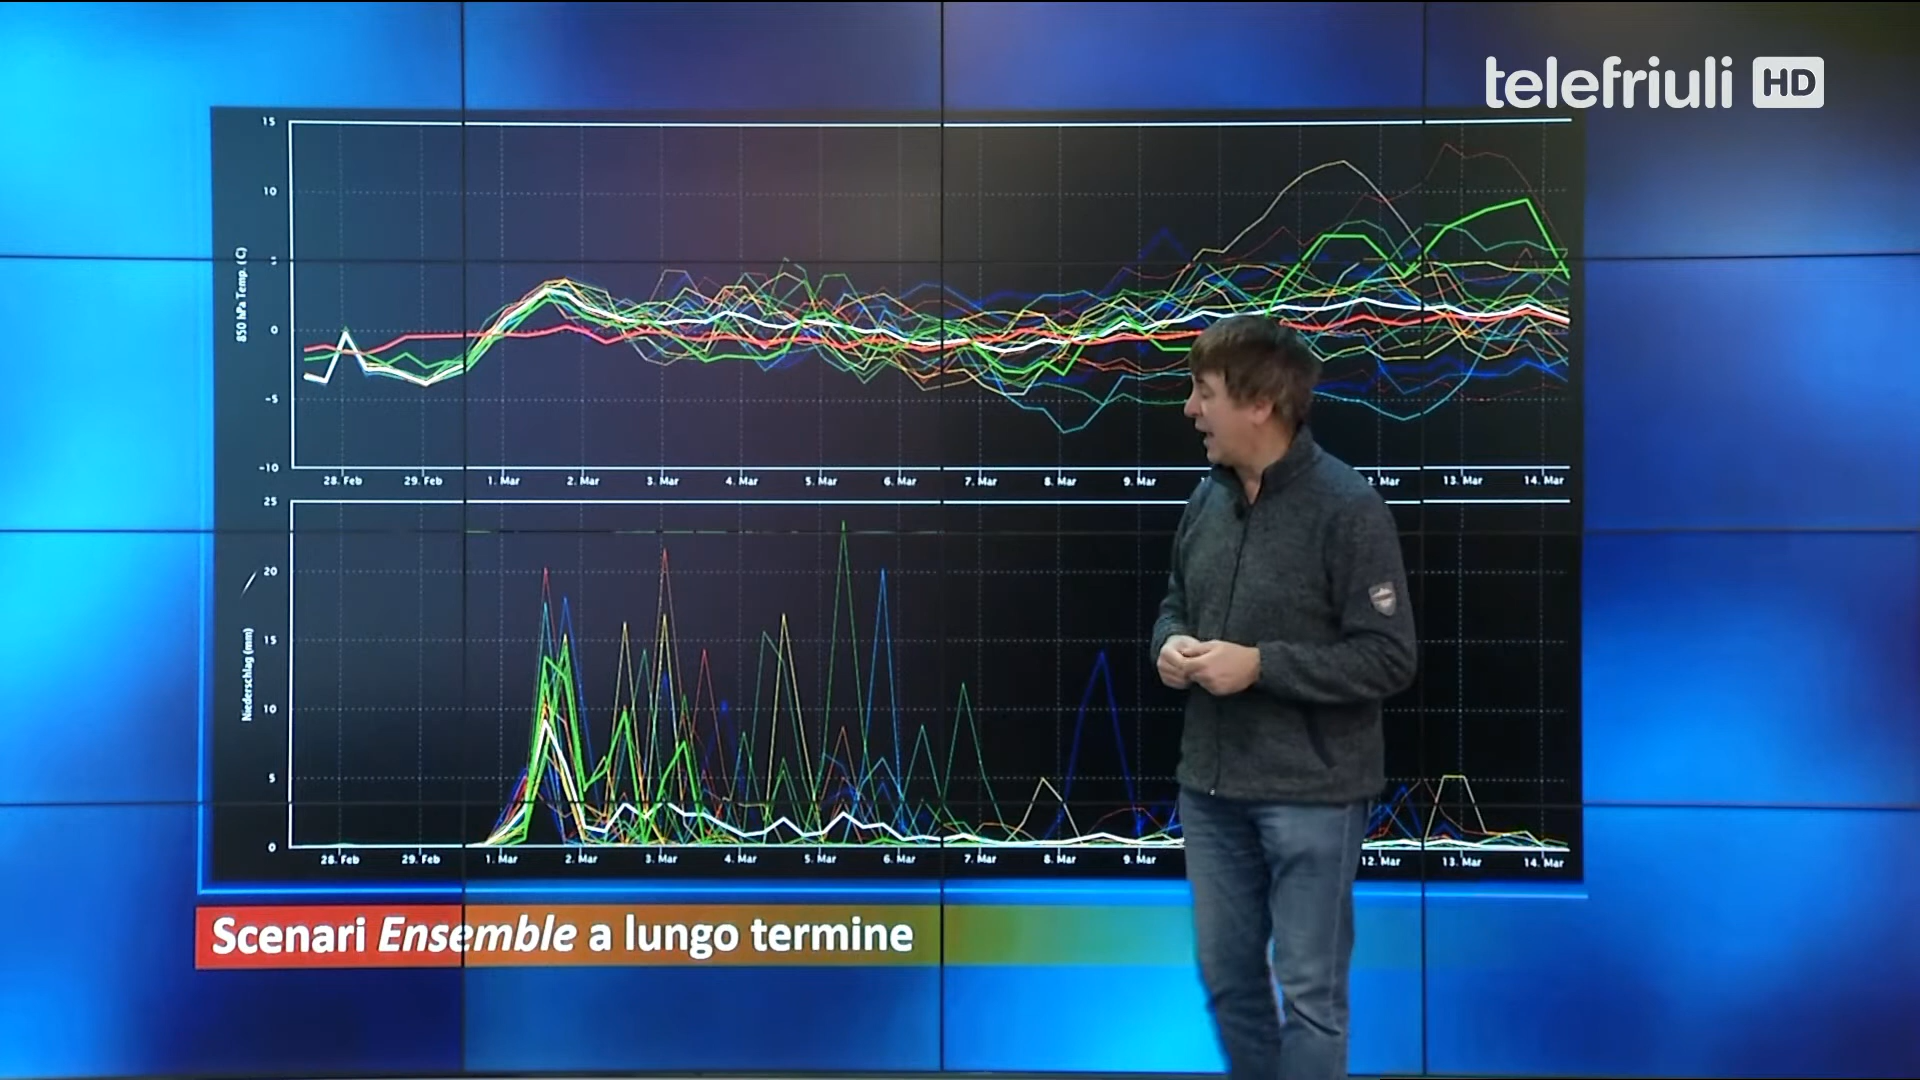 telefriuli HD
15
10
5
0
-5
-10
850 hPa Temp. (C)
28. Feb 29. Feb 1. Mar 2. Mar 3. Mar 4. Mar 5. Mar 6. Mar 7. Mar 8. Mar 9. Mar 2. Mar 13. Mar 14. Mar
25
20
15
10
5
0
Niederschlag (mm)
28. Feb 29. Feb 1. Mar 2. Mar 3. Mar 4. Mar 5. Mar 6. Mar 7. Mar 8. Mar 9. Mar 12. Mar 13. Mar 14. Mar
Scenari Ensemble a lungo termine